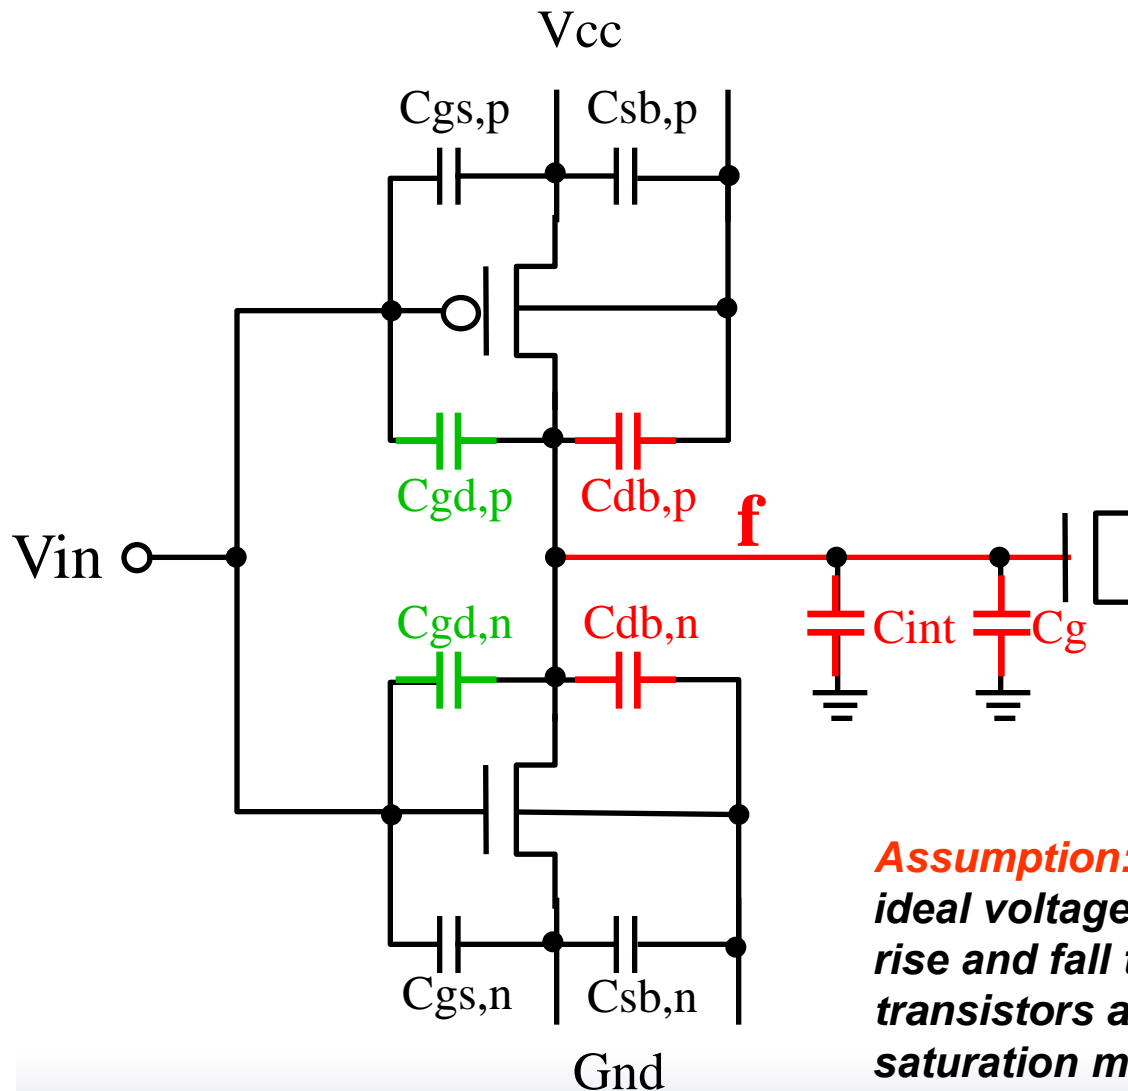 Vcc
Cgs,p
Csb,p
Cgd,p
Cdb,p
f
Vin
Cgd,n
Cdb,n
Cint
Cg
Assumption:
ideal voltage
rise and fall
transistors
saturation
Cgs,n
Csb,n
Gnd